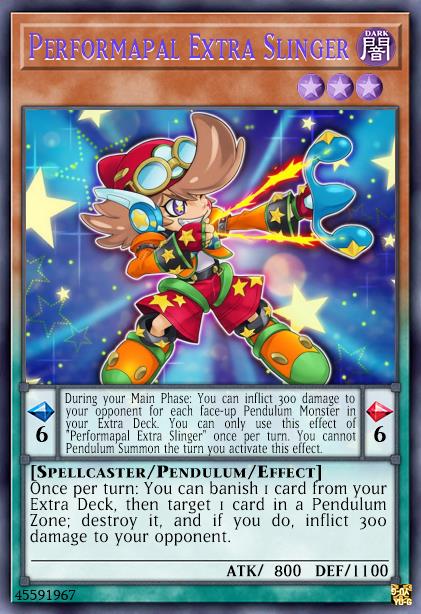 Performapal Extra Slinger
DARK
闇
During your Main Phase: You can inflict 300 damage to
your opponent for each face-up Pendulum Monster in
your Extra Deck. You can only use this effect of
"Performapal Extra Slinger" once per turn. You cannot
Pendulum Summon the turn you activate this effect.
6
6
[Spellcaster/Pendulum/Effect]
Once per turn: You can banish 1 card from your
Extra Deck, then target 1 card in a Pendulum
Zone; destroy it, and if you do, inflict 300
damage to your opponent.
ATK/ 800 DEF/1100
45591967